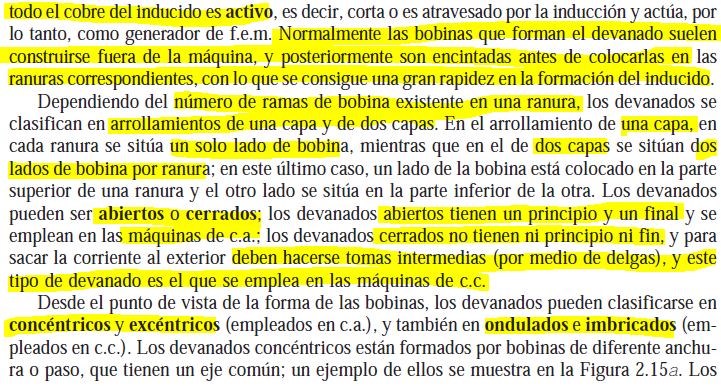 todo el cobre del inducido es activo, es decir, corta o es atravesado por la inducción y actúa, por
lo tanto, como generador de f.e.m. Normalmente las bobinas que forman el devanado suelen
construirse fuera de la máquina, y posteriormente son encintadas antes de colocarlas en las
ranuras correspondientes, con lo que se consigue una gran rapidez en la formación del inducido.
Dependiendo del número de ramas de bobina existente en una ranura, los devanados se
clasifican en arrollamientos de una capa y de dos capas. En el arrollamiento de una capa, en
cada ranura se sitúa un solo lado de bobina, mientras que en el de dos capas se sitúan dos
lados de bobina por ranura; en este último caso, un lado de la bobina está colocado en la parte
superior de una ranura y el otro lado se sitúa en la parte inferior de la otra. Los devanados
pueden ser abiertos o cerrados; los devanados abiertos tienen un principio y un final y se
emplean en las máquinas de c.a.; los devanados cerrados no tienen ni principio ni fin, y para
sacar la corriente al exterior deben hacerse tomas intermedias (por medio de delgas), y este
tipo de devanado es el que se emplea en las máquinas de c.c.
Desde el punto de vista de la forma de las bobinas, los devanados pueden clasificarse en
concéntricos y excéntricos (empleados en c.a.), y también en ondulados e imbricados (em-
pleados en c.c.). Los devanados concéntricos están formados por bobinas de diferente anchu-
ra o paso, que tienen un eje común; un ejemplo de ellos se muestra en la Figura 2.15a. Los